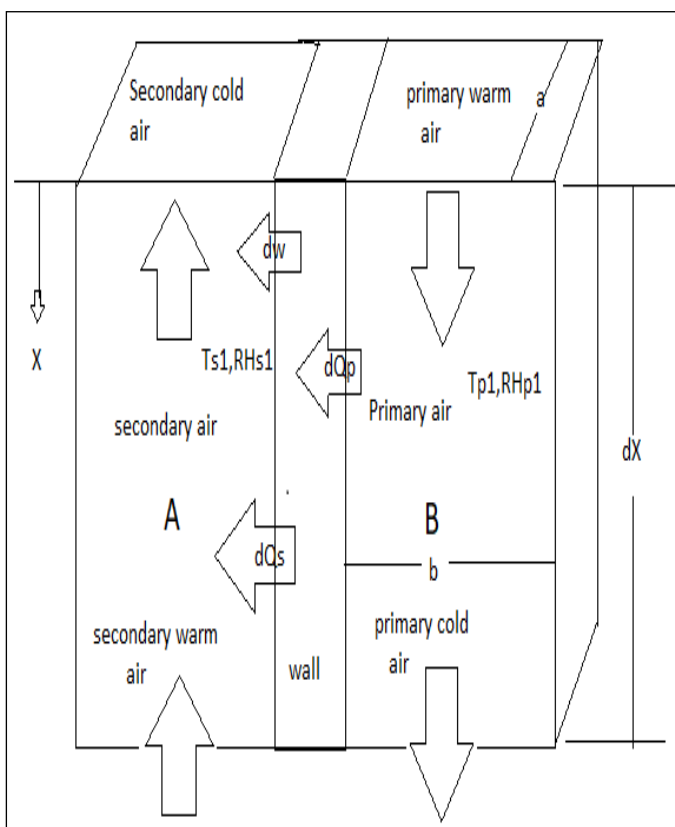 Secondary cold
air
primary warm
air
a
dw
X
Ts1,RHs1
dQp
Tp1,RHp1
secondary air
Primary air
dX
A
B
dQs
b
secondary warm
air
primary cold
air
wall